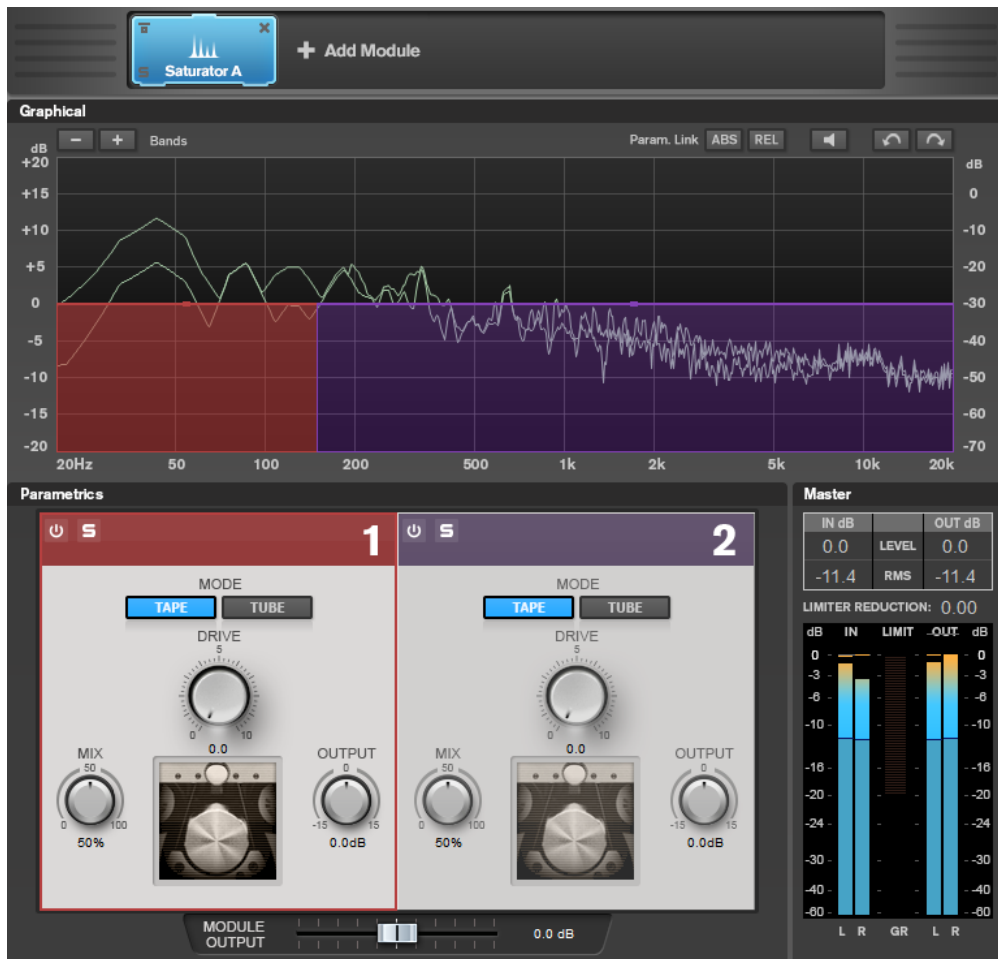 Saturator A
+ Add Module
Graphical
dB - + Bands Param. Link ABS REL
+20 dB
+15 0
+10 -10
+5 -20
0 -30
-5 -40
-10 -50
-15 -60
-20 -70
20Hz 50 100 200 500 1k 2k 5k 10k 20k
Parametrics
S 1
MODE
TAPE TUBE
DRIVE
5
0 10
0.0
MIX OUTPUT
50 0
0 100 -15 15
50% 0.0dB
S 2
MODE
TAPE TUBE
DRIVE
5
0 10
0.0
MIX OUTPUT
50 0
0 100 -15 15
50% 0.0dB
MODULE
OUTPUT
0.0 dB
Master
IN dB OUT dB
0.0 LEVEL 0.0
-11.4 RMS -11.4
LIMITER REDUCTION: 0.00
dB IN LIMIT OUT dB
0 - - 0
-3 - - -3
-6 - - -6
-10 - - -10
-16 - - -16
-20 - - -20
-24 - - -24
-30 - - -30
-40 - - -40
-60 - - -60
L R GR L R